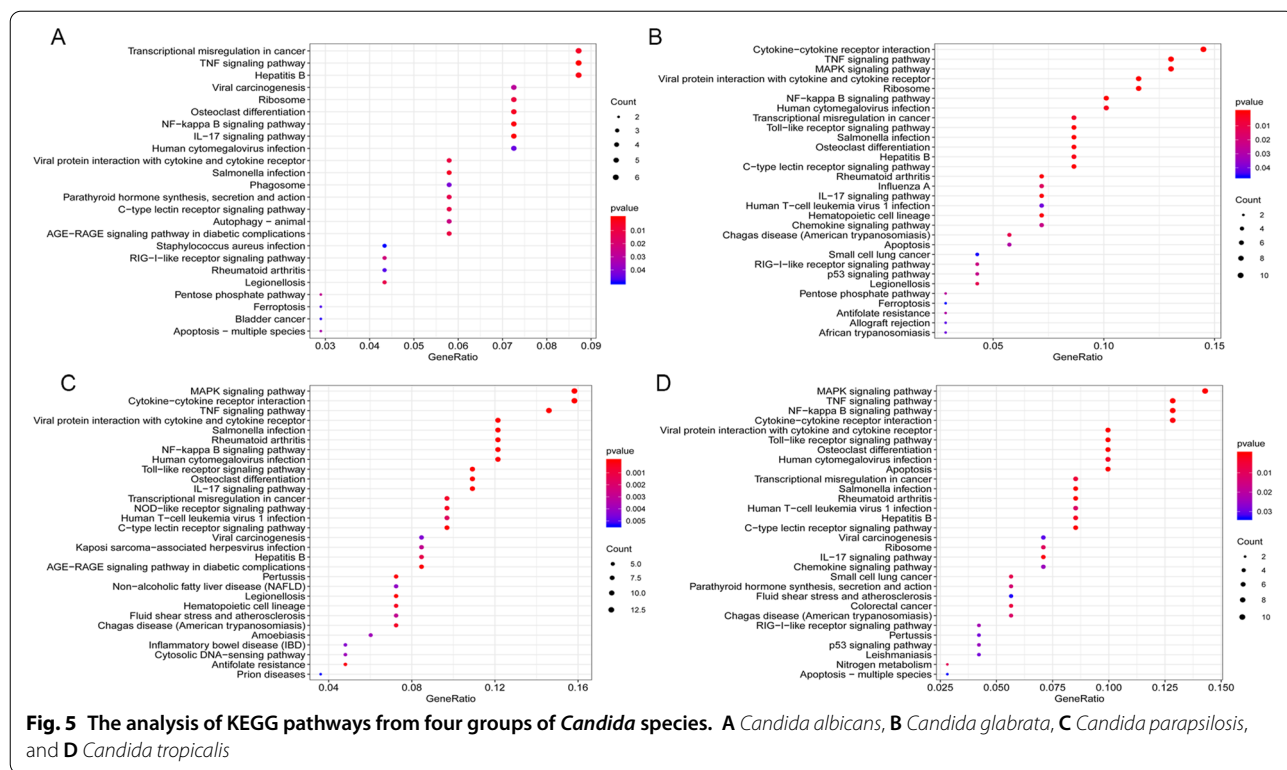 A
Transcriptional misregulation in cancer
TNF signaling pathway
Hepatitis B
Viral carcinogenesis
Ribosome
Osteoclast differentiation
NF−kappa B signaling pathway
IL−17 signaling pathway
Human cytomegalovirus infection
Viral protein interaction with cytokine and cytokine receptor
Salmonella infection
Phagosome
Parathyroid hormone synthesis, secretion and action
C−type lectin receptor signaling pathway
Autophagy − animal
AGE−RAGE signaling pathway in diabetic complications
Staphylococcus aureus infection
RIG−I−like receptor signaling pathway
Rheumatoid arthritis
Legionellosis
Pentose phosphate pathway
Ferroptosis
Bladder cancer
Apoptosis − multiple species
0.03 0.04 0.05 0.06 0.07 0.08 0.09
GeneRatio
Count
2
3
4
5
6
pvalue
0.01
0.02
0.03
0.04
B
Cytokine−cytokine receptor interaction
TNF signaling pathway
MAPK signaling pathway
Viral protein interaction with cytokine and cytokine receptor
Ribosome
NF−kappa B signaling pathway
Human cytomegalovirus infection
Transcriptional misregulation in cancer
Toll−like receptor signaling pathway
Salmonella infection
Osteoclast differentiation
Hepatitis B
C−type lectin receptor signaling pathway
Rheumatoid arthritis
Influenza A
IL−17 signaling pathway
Human T−cell leukemia virus 1 infection
Hematopoietic cell lineage
Chemokine signaling pathway
Chagas disease (American trypanosomiasis)
Apoptosis
Small cell lung cancer
RIG−I−like receptor signaling pathway
p53 signaling pathway
Legionellosis
Pentose phosphate pathway
Ferroptosis
Antifolate resistance
Allograft rejection
African trypanosomiasis
0.05 0.10 0.15
GeneRatio
pvalue
0.01
0.02
0.03
0.04
Count
2
4
6
8
10
C
MAPK signaling pathway
Cytokine−cytokine receptor interaction
TNF signaling pathway
Viral protein interaction with cytokine and cytokine receptor
Salmonella infection
Rheumatoid arthritis
NF−kappa B signaling pathway
Human cytomegalovirus infection
Toll−like receptor signaling pathway
Osteoclast differentiation
IL−17 signaling pathway
Transcriptional misregulation in cancer
NOD−like receptor signaling pathway
Human T−cell leukemia virus 1 infection
C−type lectin receptor signaling pathway
Viral carcinogenesis
Kaposi sarcoma−associated herpesvirus infection
Hepatitis B
AGE−RAGE signaling pathway in diabetic complications
Pertussis
Non−alcoholic fatty liver disease (NAFLD)
Legionellosis
Hematopoietic cell lineage
Fluid shear stress and atherosclerosis
Chagas disease (American trypanosomiasis)
Amoebiasis
Inflammatory bowel disease (IBD)
Cytosolic DNA−sensing pathway
Antifolate resistance
Prion diseases
0.04 0.08 0.12 0.16
GeneRatio
pvalue
0.001
0.002
0.003
0.004
0.005
Count
5.0
7.5
10.0
12.5
D
MAPK signaling pathway
TNF signaling pathway
NF−kappa B signaling pathway
Cytokine−cytokine receptor interaction
Viral protein interaction with cytokine and cytokine receptor
Toll−like receptor signaling pathway
Osteoclast differentiation
Human cytomegalovirus infection
Apoptosis
Transcriptional misregulation in cancer
Salmonella infection
Rheumatoid arthritis
Human T−cell leukemia virus 1 infection
Hepatitis B
C−type lectin receptor signaling pathway
Viral carcinogenesis
Ribosome
IL−17 signaling pathway
Chemokine signaling pathway
Small cell lung cancer
Parathyroid hormone synthesis, secretion and action
Fluid shear stress and atherosclerosis
Colorectal cancer
Chagas disease (American trypanosomiasis)
RIG−I−like receptor signaling pathway
Pertussis
p53 signaling pathway
Leishmaniasis
Nitrogen metabolism
Apoptosis − multiple species
0.025 0.050 0.075 0.100 0.125 0.150
GeneRatio
pvalue
0.01
0.02
0.03
Count
2
4
6
8
10
Fig. 5 The analysis of KEGG pathways from four groups of Candida species. A Candida albicans, B Candida glabrata, C Candida parapsilosis,
and D Candida tropicalis